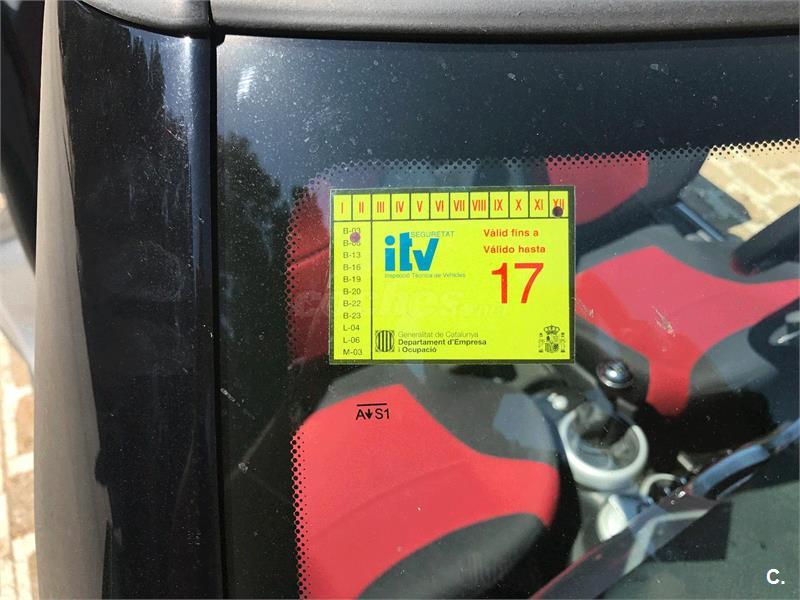 I II III IV V VI VII VIII IX X XI XII
B-03
B-13
B-16
B-19
B-20
B-22
B-23
L-04
L-06
M-03
SEGURETAT
itv
Inspecció Tècnica de Vehicles
Vàlid fins a
Válido hasta
17
Generalitat de Catalunya
Departament d'Empresa
i Ocupació
A S1
C.